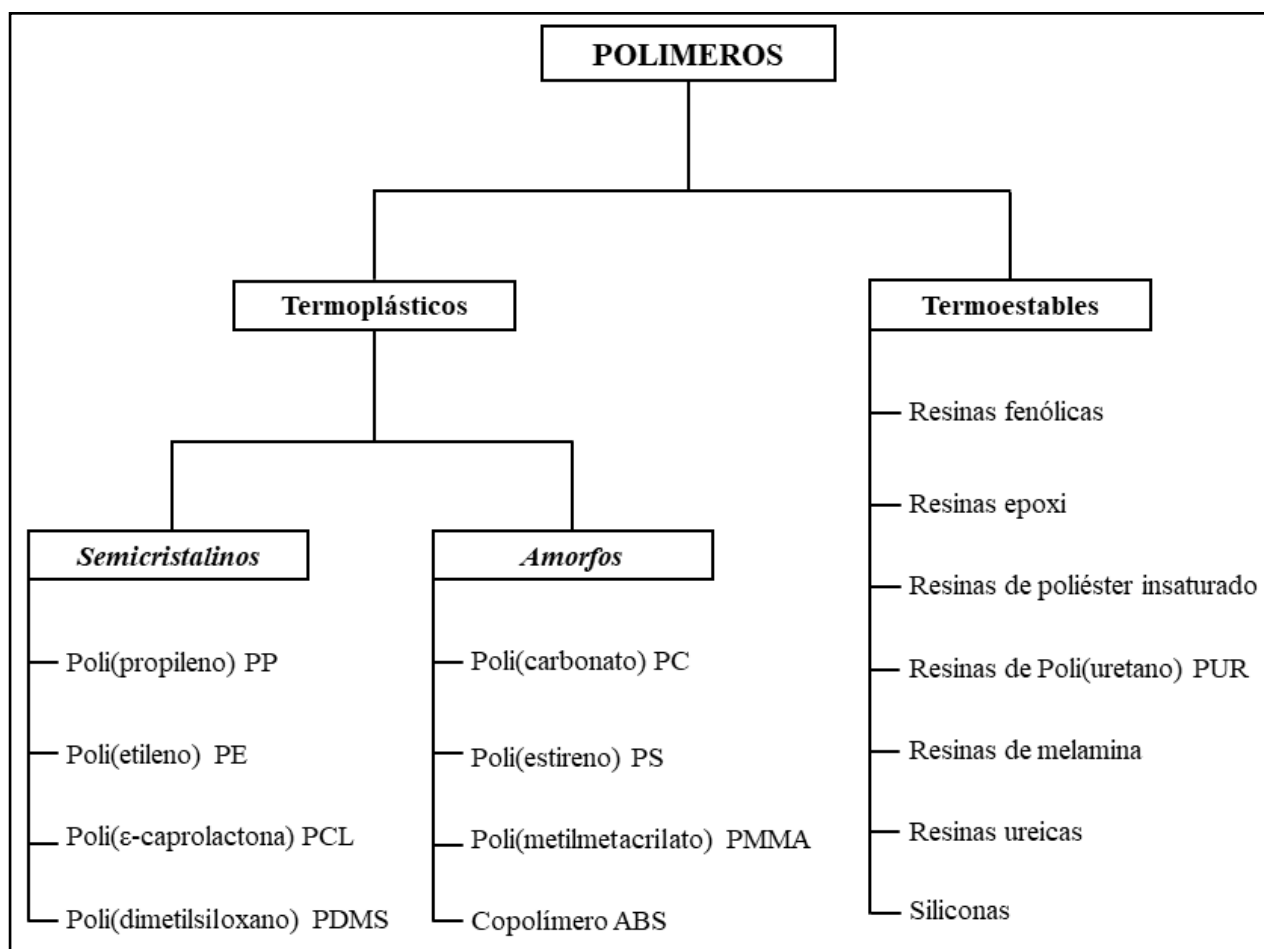 POLIMEROS
Termoplásticos
Termoestables
Semicristalinos
Poli(propileno) PP
Poli(etileno) PE
Poli(ε-caprolactona) PCL
Poli(dimetilsiloxano) PDMS
Amorfos
Poli(carbonato) PC
Poli(estireno) PS
Poli(metilmetacrilato) PMMA
Copolímero ABS
Resinas fenólicas
Resinas epoxi
Resinas de poliéster insaturado
Resinas de Poli(uretano) PUR
Resinas de melamina
Resinas ureicas
Siliconas